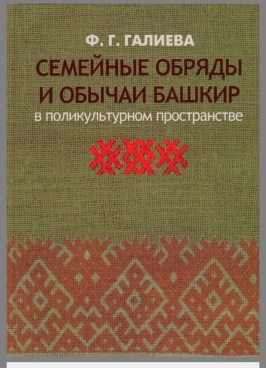 Ф. Г. ГАЛИЕВА
СЕМЕЙНЫЕ ОБРЯДЫ
И ОБЫЧАИ БАШКИР
в поликультурном пространстве